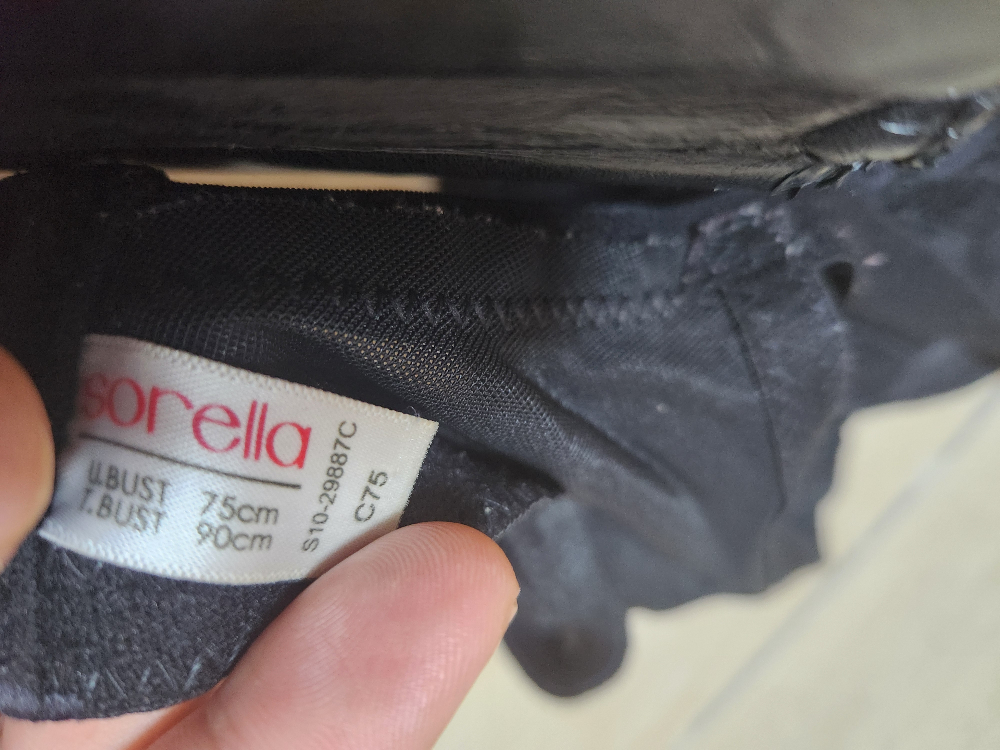 sorella
U.BUST 75cm
T.BUST 90cm
S10-29887C
C75